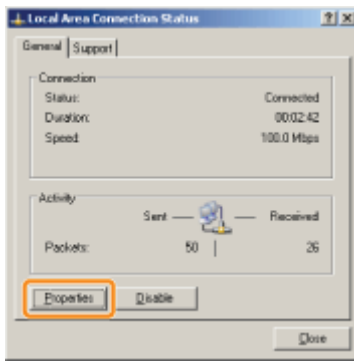 Local Area Connection Status
General Support
Connection
Status: Connected
Duration: 00:02:42
Speed: 100.0 Mbps
Activity
Sent Received
Packets: 50 26
Properties Disable
Close